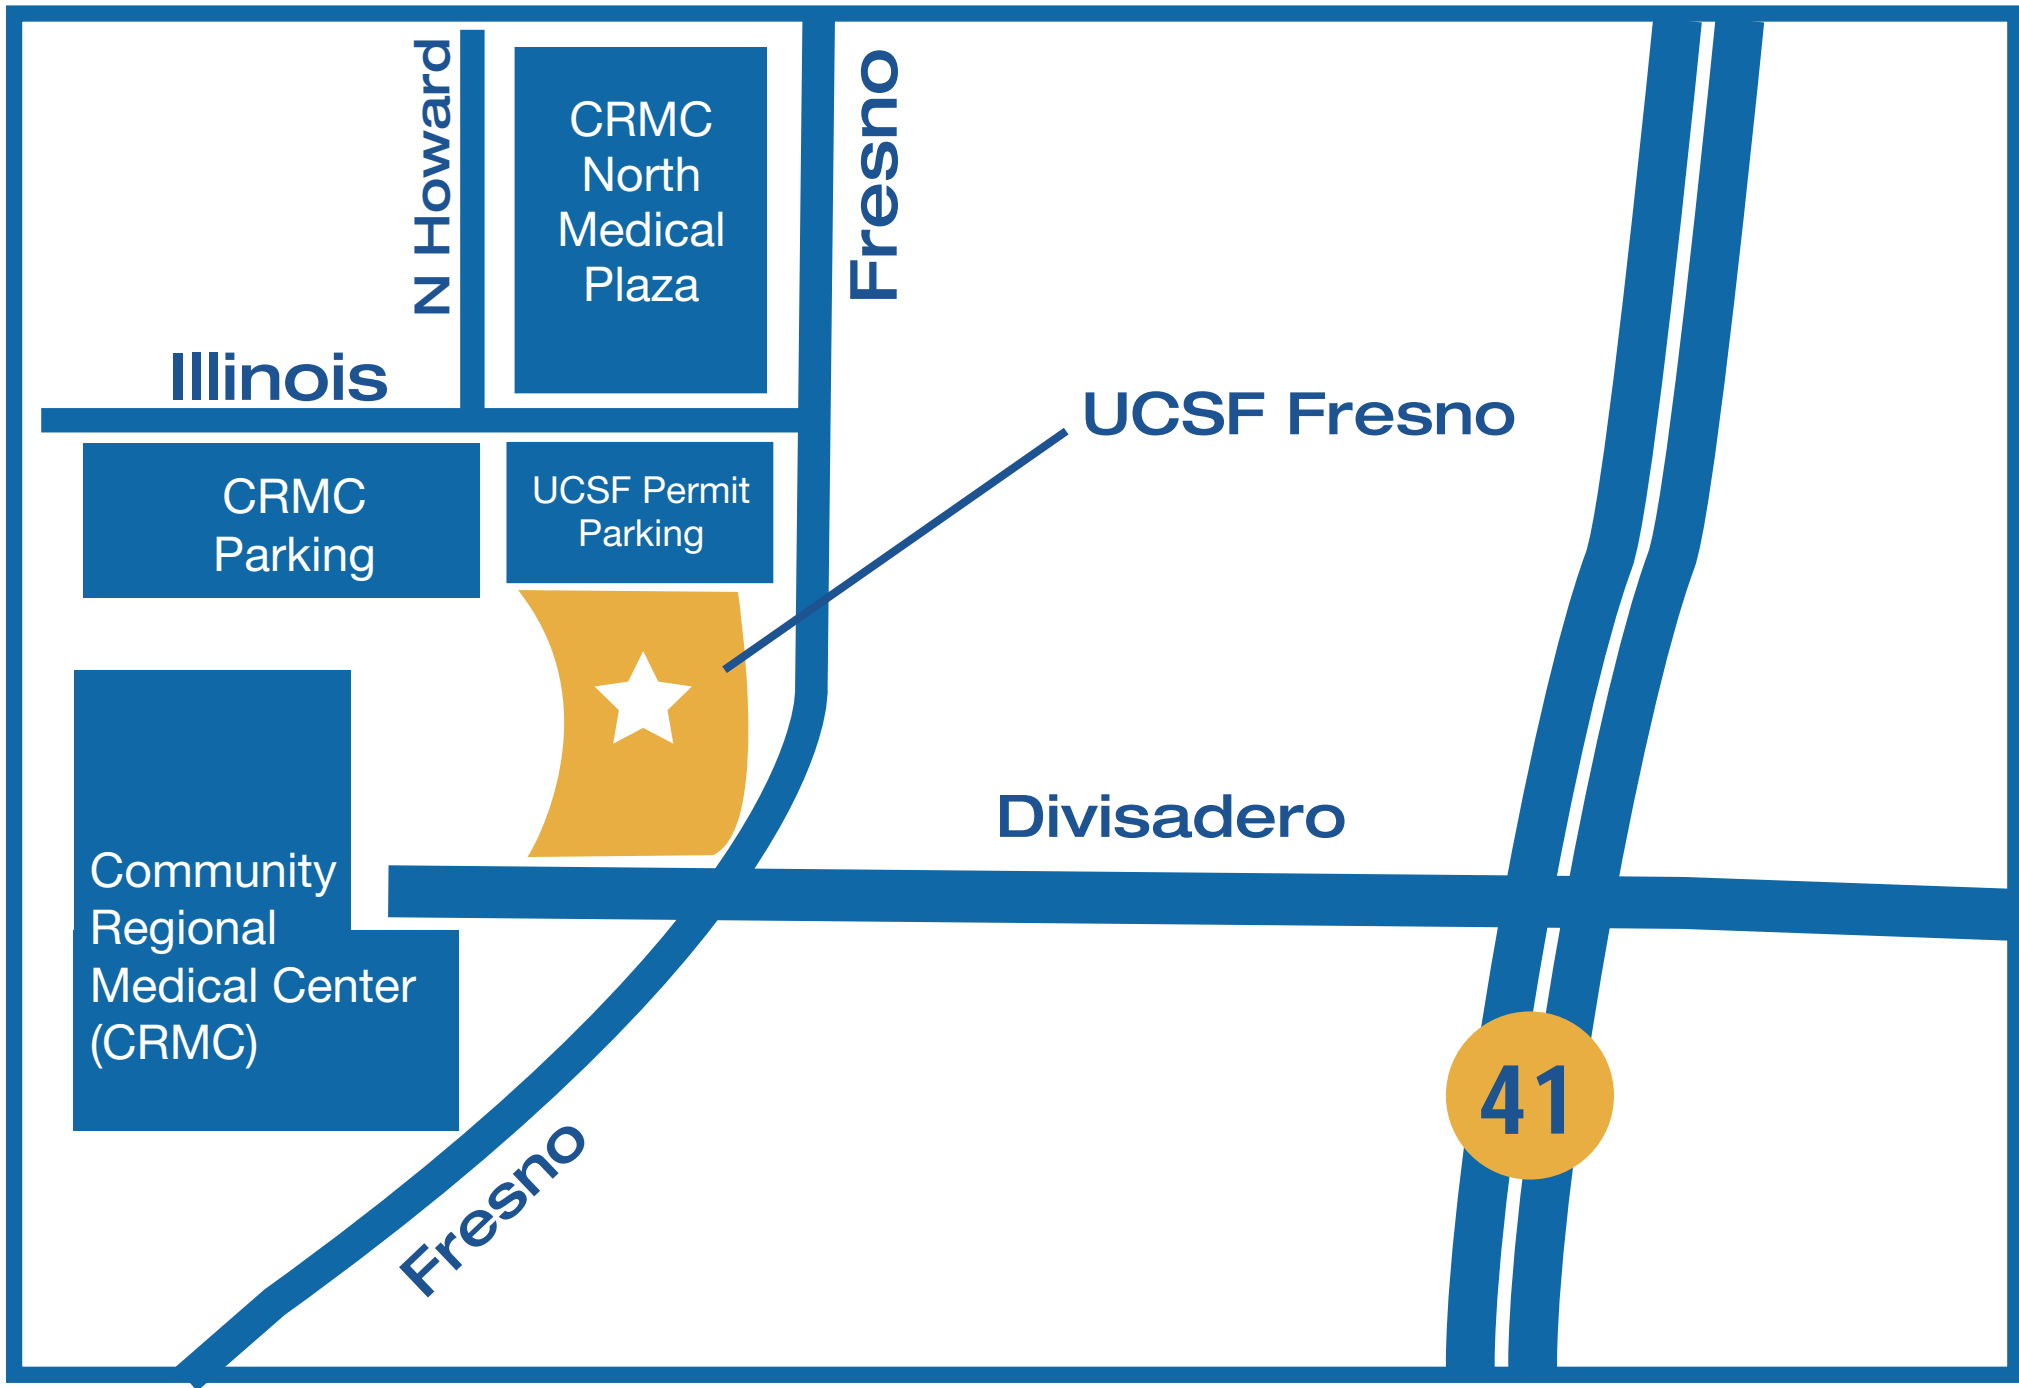 N Howard
CRMC
North
Medical
Plaza
Fresno
Illinois
UCSF Fresno
CRMC
Parking
UCSF Permit
Parking
Divisadero
Community
Regional
Medical Center
(CRMC)
41
Fresno